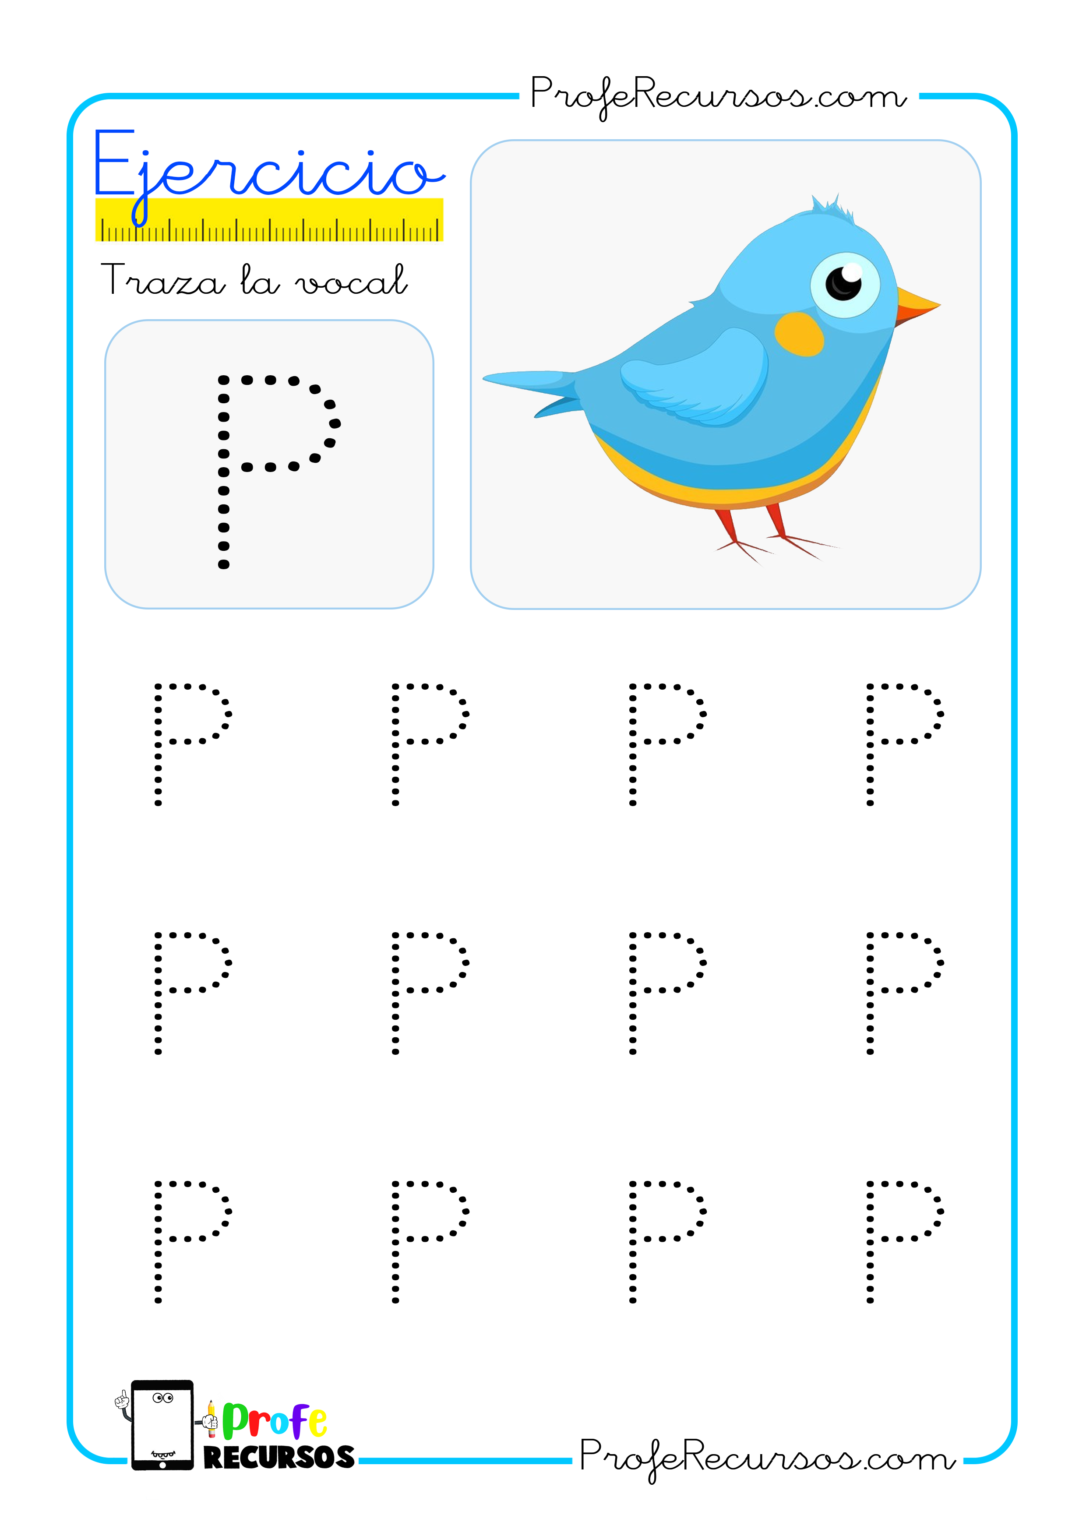 ProfeRecursos.com
Ejercicio
Traza la vocal
P
P P P P
P P P P
P P P P
Profe
RECURSOS
ProfeRecursos.com